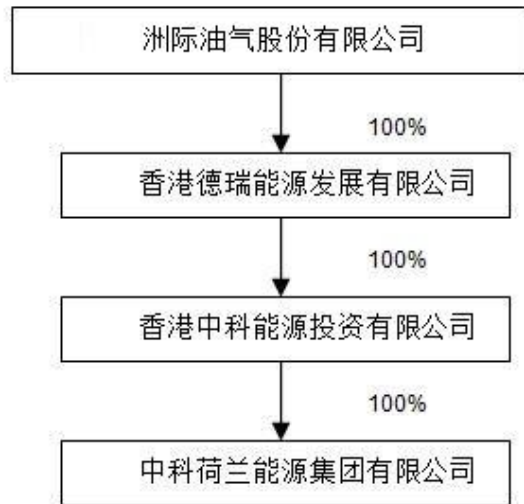 洲际油气股份有限公司
100%
香港德瑞能源发展有限公司
100%
香港中科能源投资有限公司
100%
中科荷兰能源集团有限公司